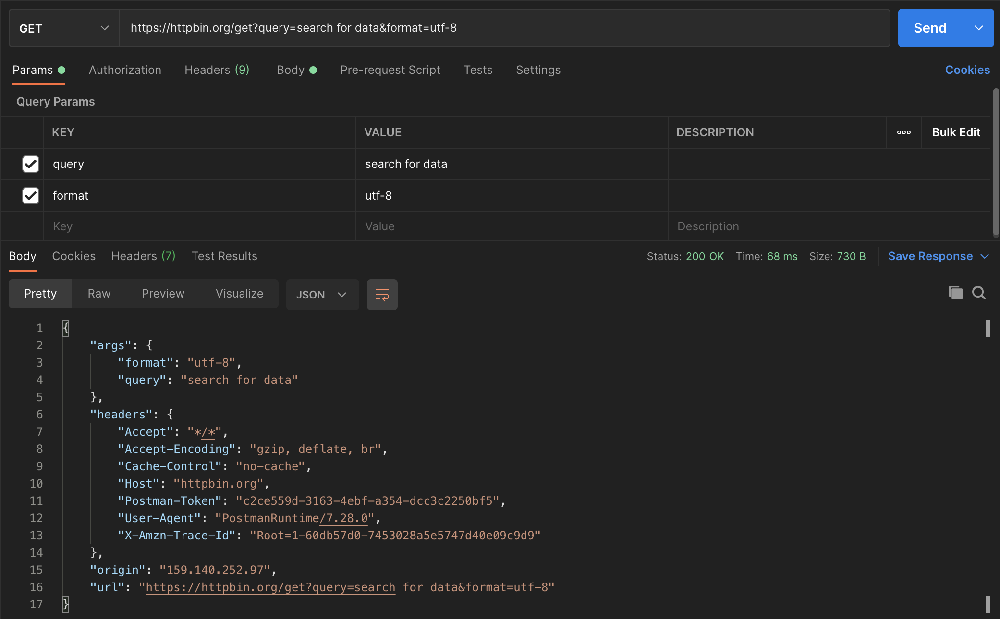 GET https://httpbin.org/get?query=search for data&format=utf-8 Send
Params Authorization Headers (9) Body Pre-request Script Tests Settings Cookies
Query Params
KEY VALUE DESCRIPTION ooo Bulk Edit
query search for data
format utf-8
Key Value Description
Body Cookies Headers (7) Test Results Status: 200 OK Time: 68 ms Size: 730 B Save Response
Pretty Raw Preview Visualize JSON
1 {
2 "args": {
3 "format": "utf-8",
4 "query": "search for data"
5 },
6 "headers": {
7 "Accept": "*/*",
8 "Accept-Encoding": "gzip, deflate, br",
9 "Cache-Control": "no-cache",
10 "Host": "httpbin.org",
11 "Postman-Token": "c2ce559d-3163-4ebf-a354-dcc3c2250bf5",
12 "User-Agent": "PostmanRuntime/7.28.0",
13 "X-Amzn-Trace-Id": "Root=1-60db57d0-7453028a5e5747d40e09c9d9"
14 },
15 "origin": "159.140.252.97",
16 "url": "https://httpbin.org/get?query=search for data&format=utf-8"
17 }